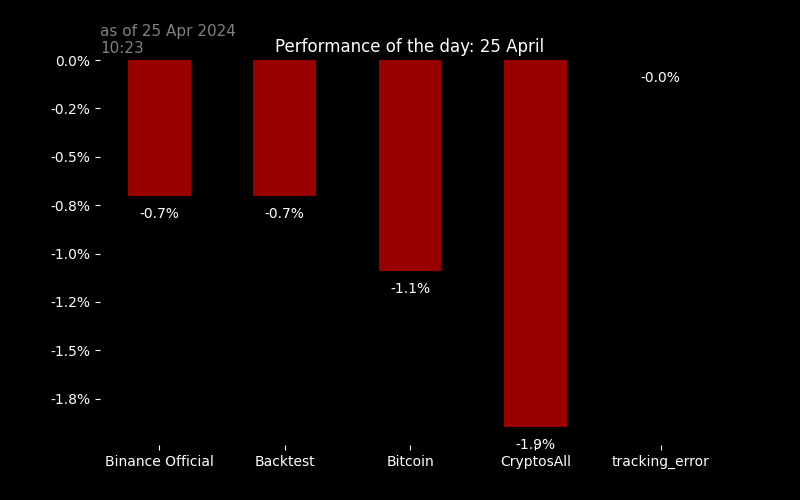 as of 25 Apr 2024
10:23
Performance of the day: 25 April
0.0%
-0.2%
-0.5%
-0.8%
-1.0%
-1.2%
-1.5%
-1.8%
-0.7%
-0.7%
-1.1%
-1.9%
-0.0%
Binance Official
Backtest
Bitcoin
CryptosAll
tracking_error